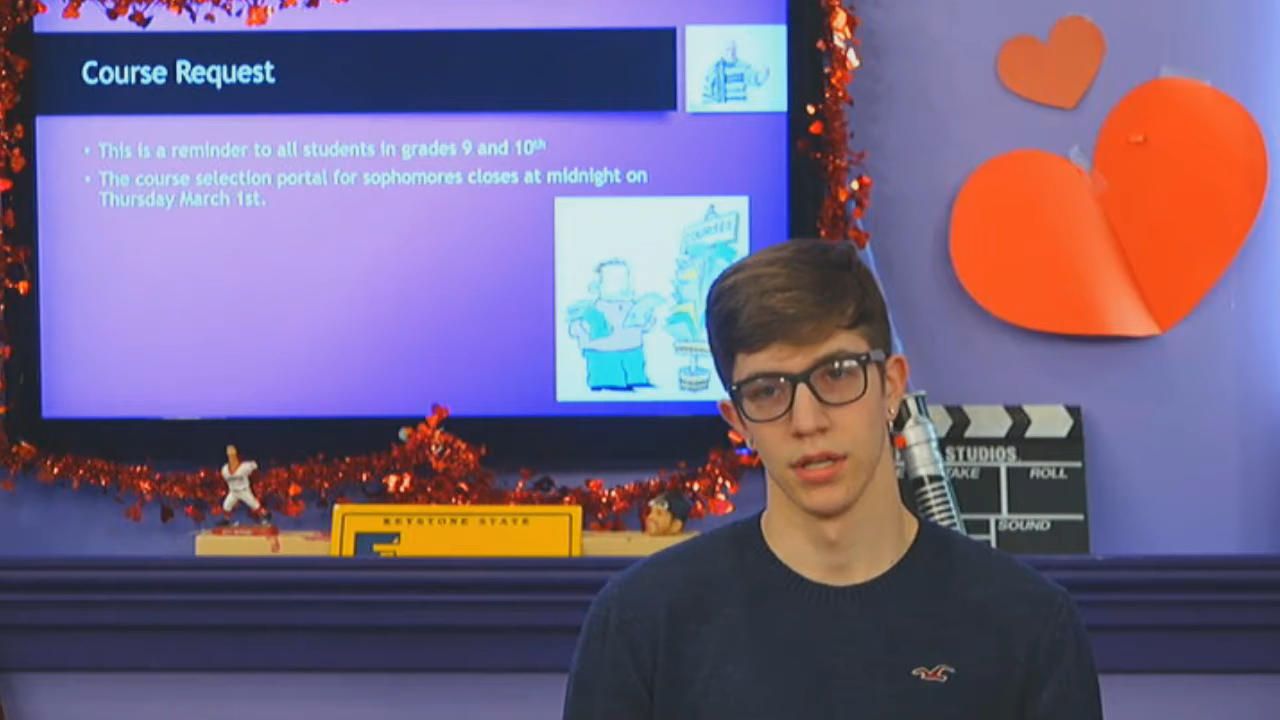 Course Request
• This is a reminder to all students in grades 9 and 10th
• The course selection portal for sophomores closes at midnight on
Thursday March 1st.
COURSES
KEYSTONE STATE
STUDIOS
TAKE ROLL
SOUND